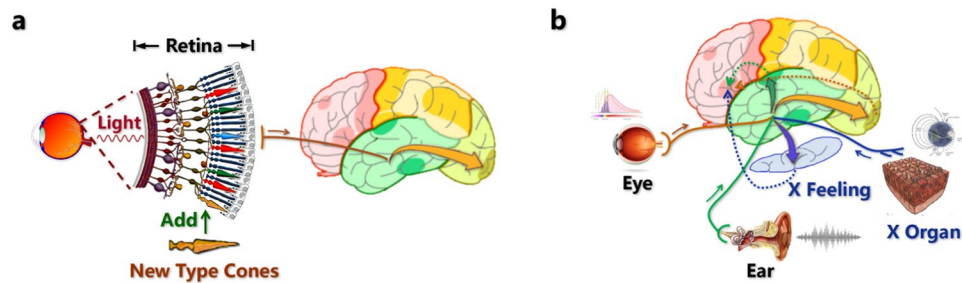 a
Retina
Light
Add
New Type Cones
b
Eye
X Feeling
X Organ
Ear